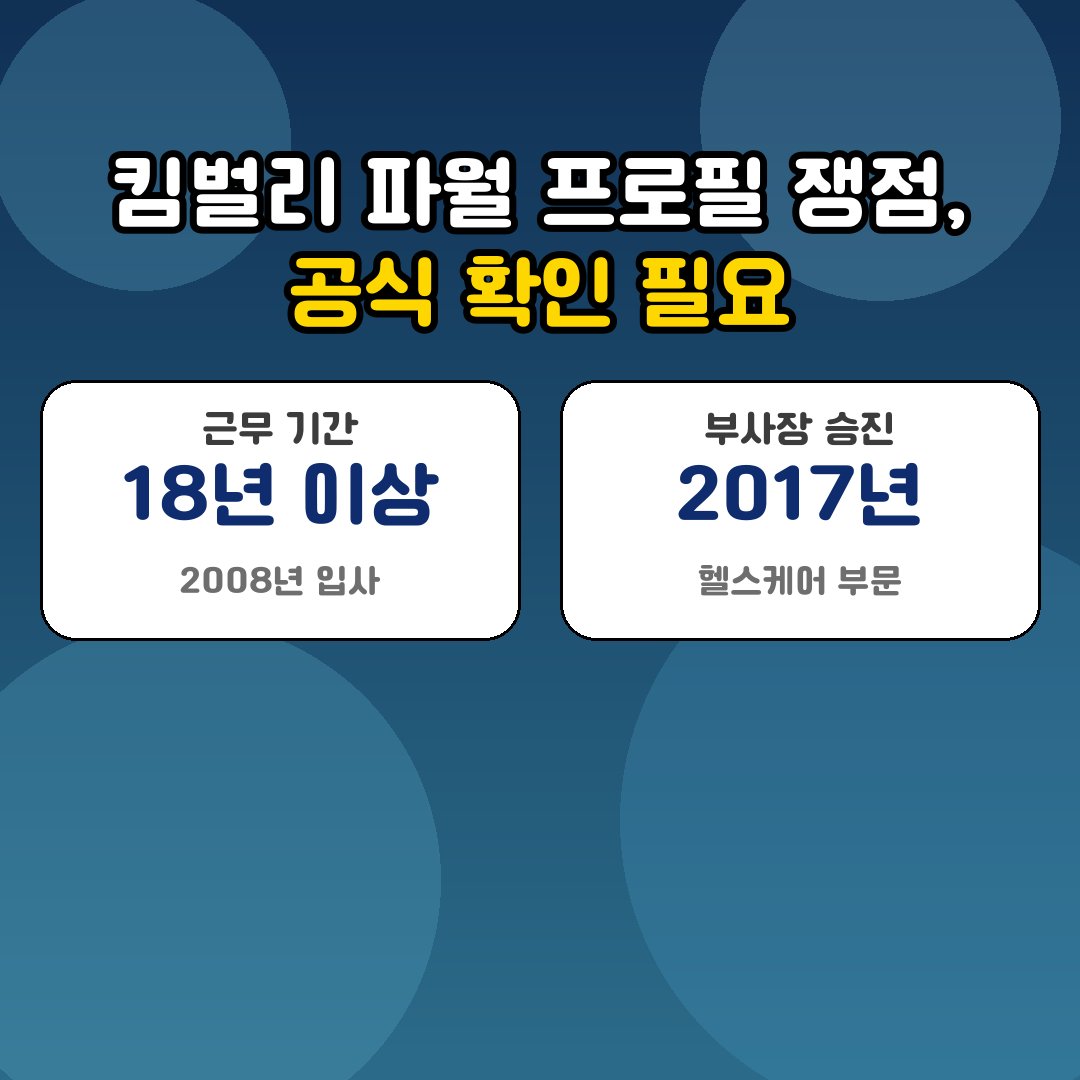 킴벌리 파월 프로필 쟁점,
공식 확인 필요
근무 기간
18년 이상
2008년 입사
부사장 승진
2017년
헬스케어 부문